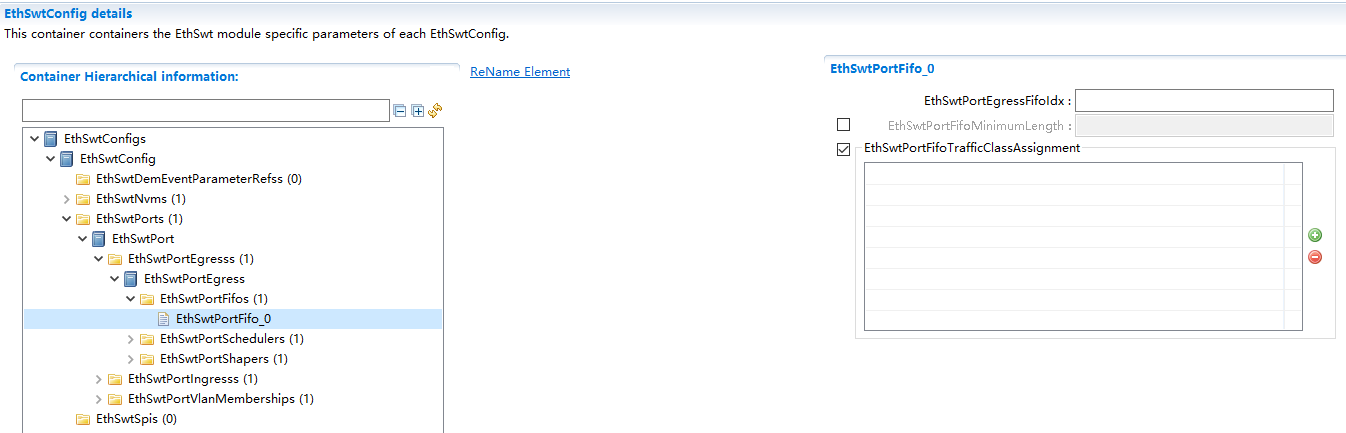 EthSwtConfig details
This container containers the EthSwt module specific parameters of each EthSwtConfig.
Container Hierarchical information:
ReName Element
EthSwtConfigs
EthSwtConfig
EthSwtDemEventParameterRefss (0)
EthSwtNvms (1)
EthSwtPorts (1)
EthSwtPort
EthSwtPortEgresss (1)
EthSwtPortEgress
EthSwtPortFifos (1)
EthSwtPortFifo_0
EthSwtPortSchedulers (1)
EthSwtPortShapers (1)
EthSwtPortIngresss (1)
EthSwtPortVlanMemberships (1)
EthSwtSpis (0)
EthSwtPortFifo_0
EthSwtPortEgressFifoIdx :
EthSwtPortFifoMinimumLength :
EthSwtPortFifoTrafficClassAssignment